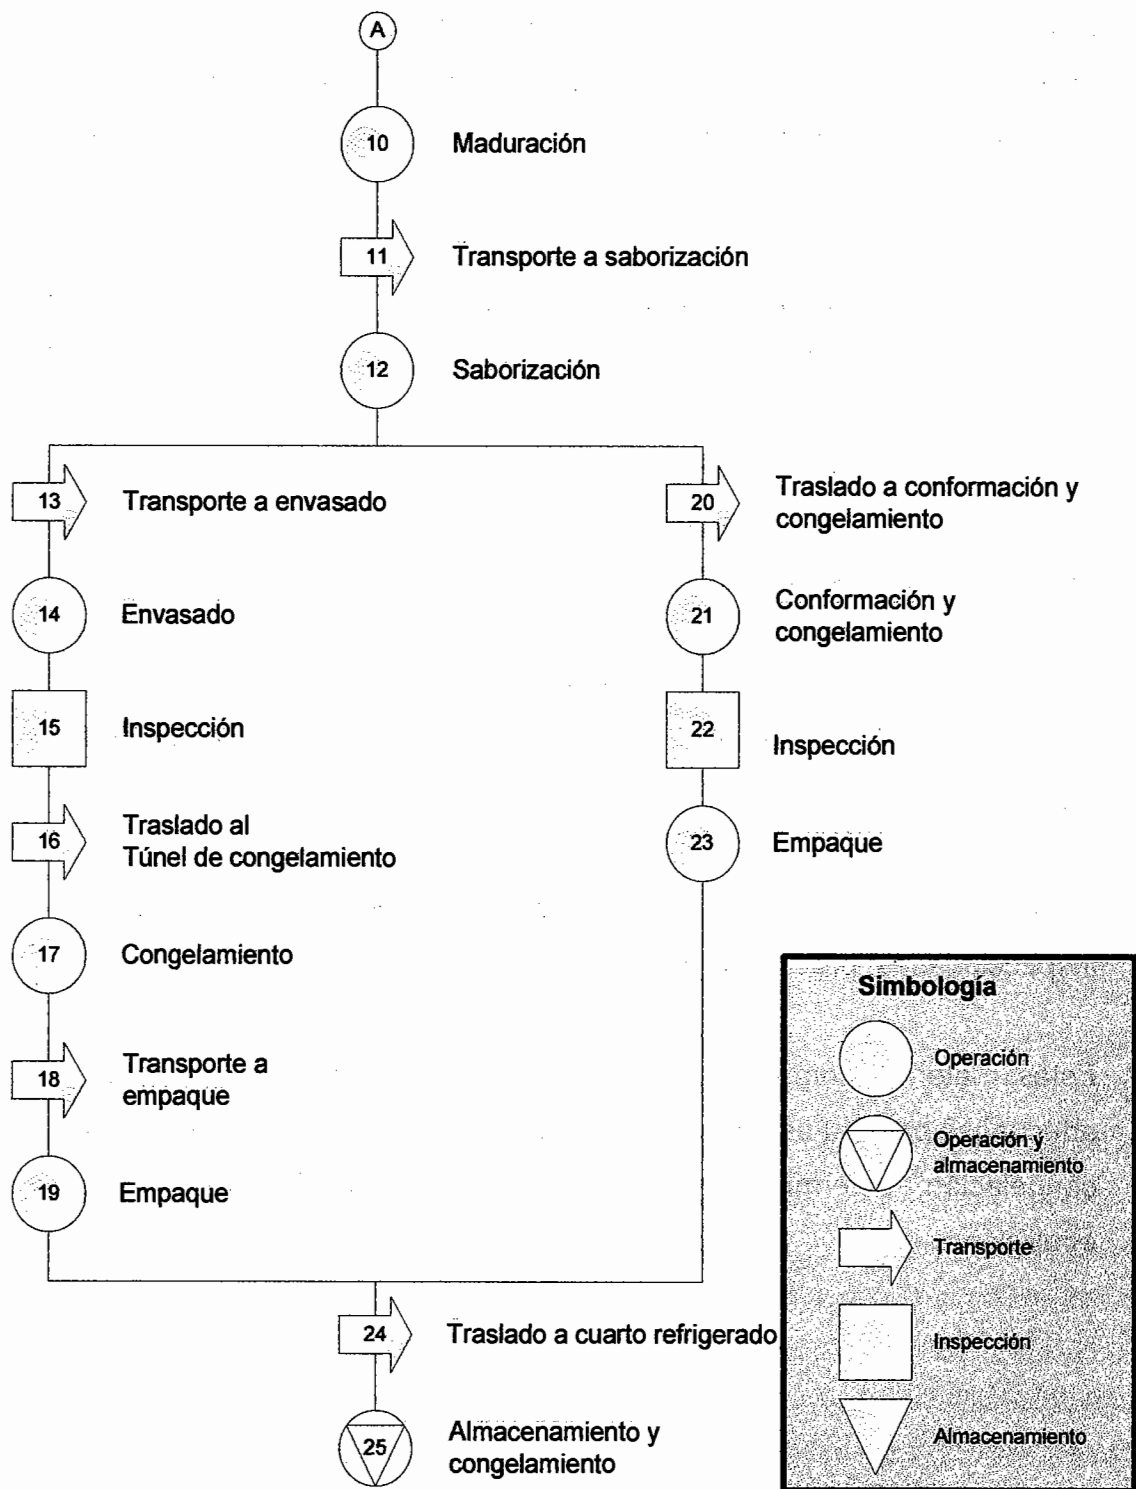 A
10 Maduración
11 Transporte a saborización
12 Saborización
13 Transporte a envasado
14 Envasado
15 Inspección
16 Traslado al
Túnel de congelamiento
17 Congelamiento
18 Transporte a
empaque
19 Empaque
20 Traslado a conformación y
congelamiento
21 Conformación y
congelamiento
22 Inspección
23 Empaque
24 Traslado a cuarto refrigerado
25 Almacenamiento y
congelamiento
Simbología
Operación
Operación y
almacenamiento
Transporte
Inspección
Almacenamiento